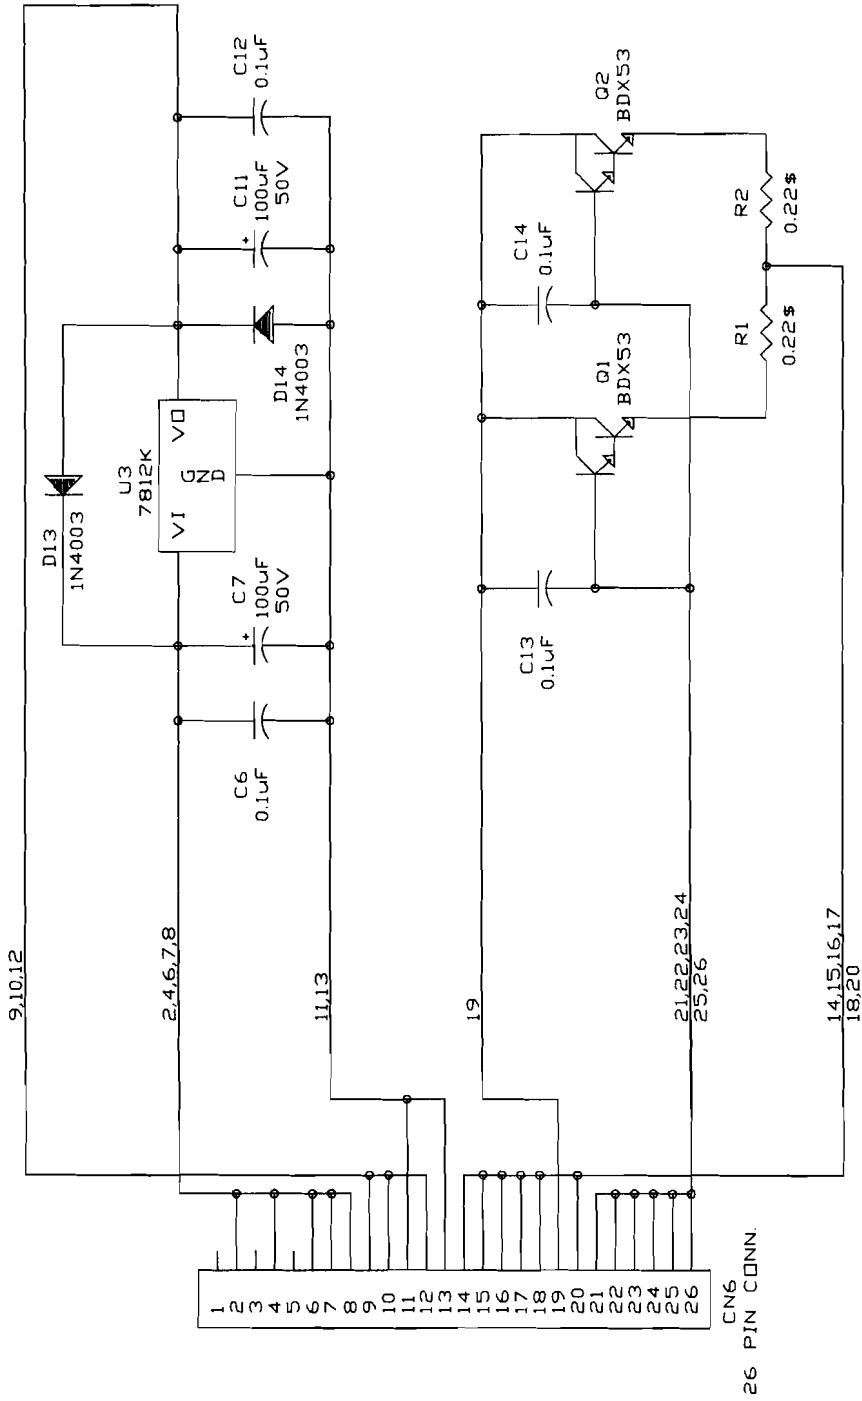 D13
1N4003
U3
7812K
VI
VO
GND
C6
0.1uF
C7
+
100uF
50V
D14
1N4003
C11
+
100uF
50V
C12
0.1uF
9,10,12
2,4,6,7,8
11,13
19
21,22,23,24
25,26
14,15,16,17
18,20
C13
0.1uF
Q1
BDX53
C14
0.1uF
Q2
BDX53
R1
0.22$
R2
0.22$
1
2
3
4
5
6
7
8
9
10
11
12
13
14
15
16
17
18
19
20
21
22
23
24
25
26
CN6
26 PIN CONN.